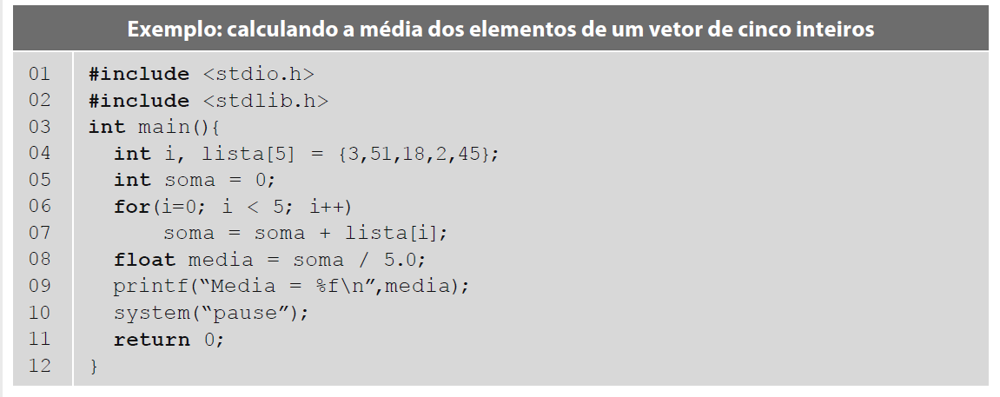 Exemplo: calculando a média dos elementos de um vetor de cinco inteiros
01 #include <stdio.h>
02 #include <stdlib.h>
03 int main(){
04   int i, lista[5] = {3,51,18,2,45};
05   int soma = 0;
06   for(i=0; i < 5; i++)
07       soma = soma + lista[i];
08   float media = soma / 5.0;
09   printf(“Media = %f\n”,media);
10   system(“pause”);
11   return 0;
12 }